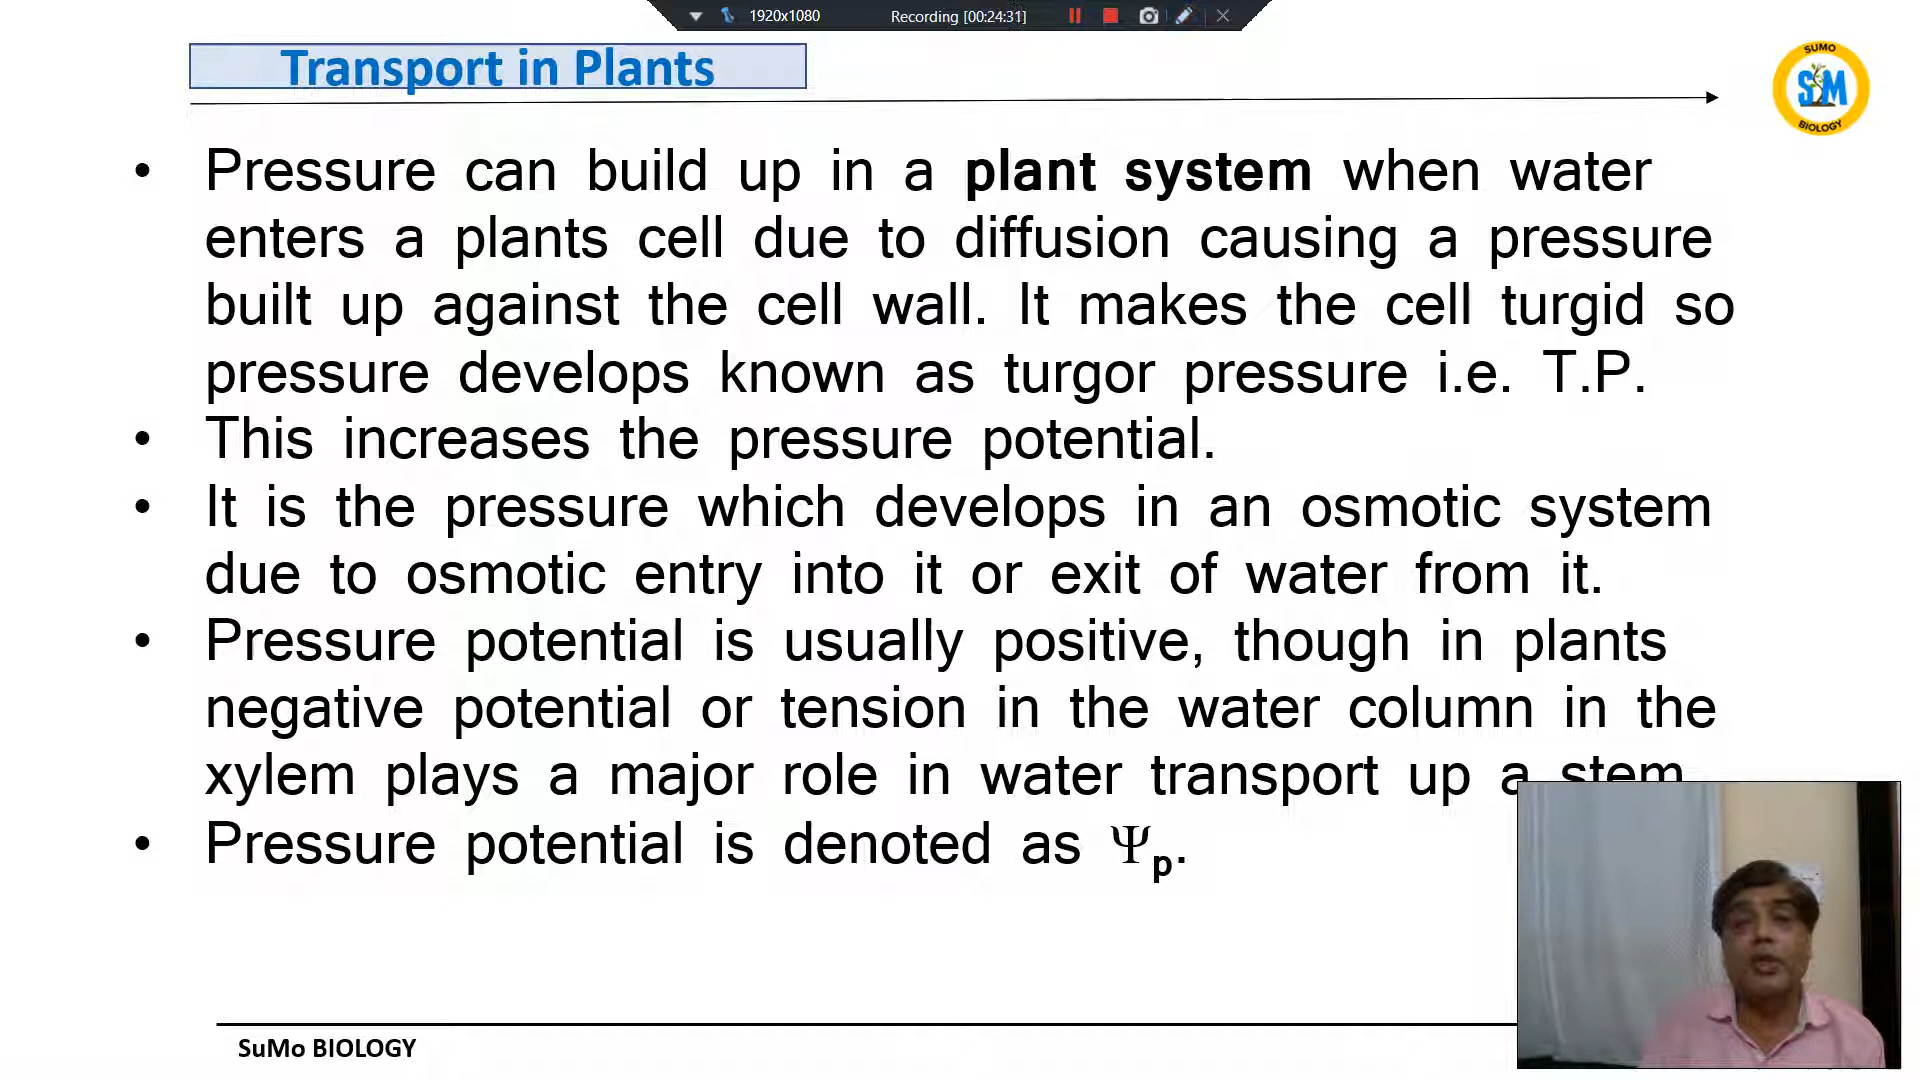 1920x1080 Recording [00:24:31]
Transport in Plants
SUMO
SM
BIOLOGY
• Pressure can build up in a plant system when water
enters a plants cell due to diffusion causing a pressure
built up against the cell wall. It makes the cell turgid so
pressure develops known as turgor pressure i.e. T.P.
• This increases the pressure potential.
• It is the pressure which develops in an osmotic system
due to osmotic entry into it or exit of water from it.
• Pressure potential is usually positive, though in plants
negative potential or tension in the water column in the
xylem plays a major role in water transport up a stem
• Pressure potential is denoted as Ψp.
SuMo BIOLOGY